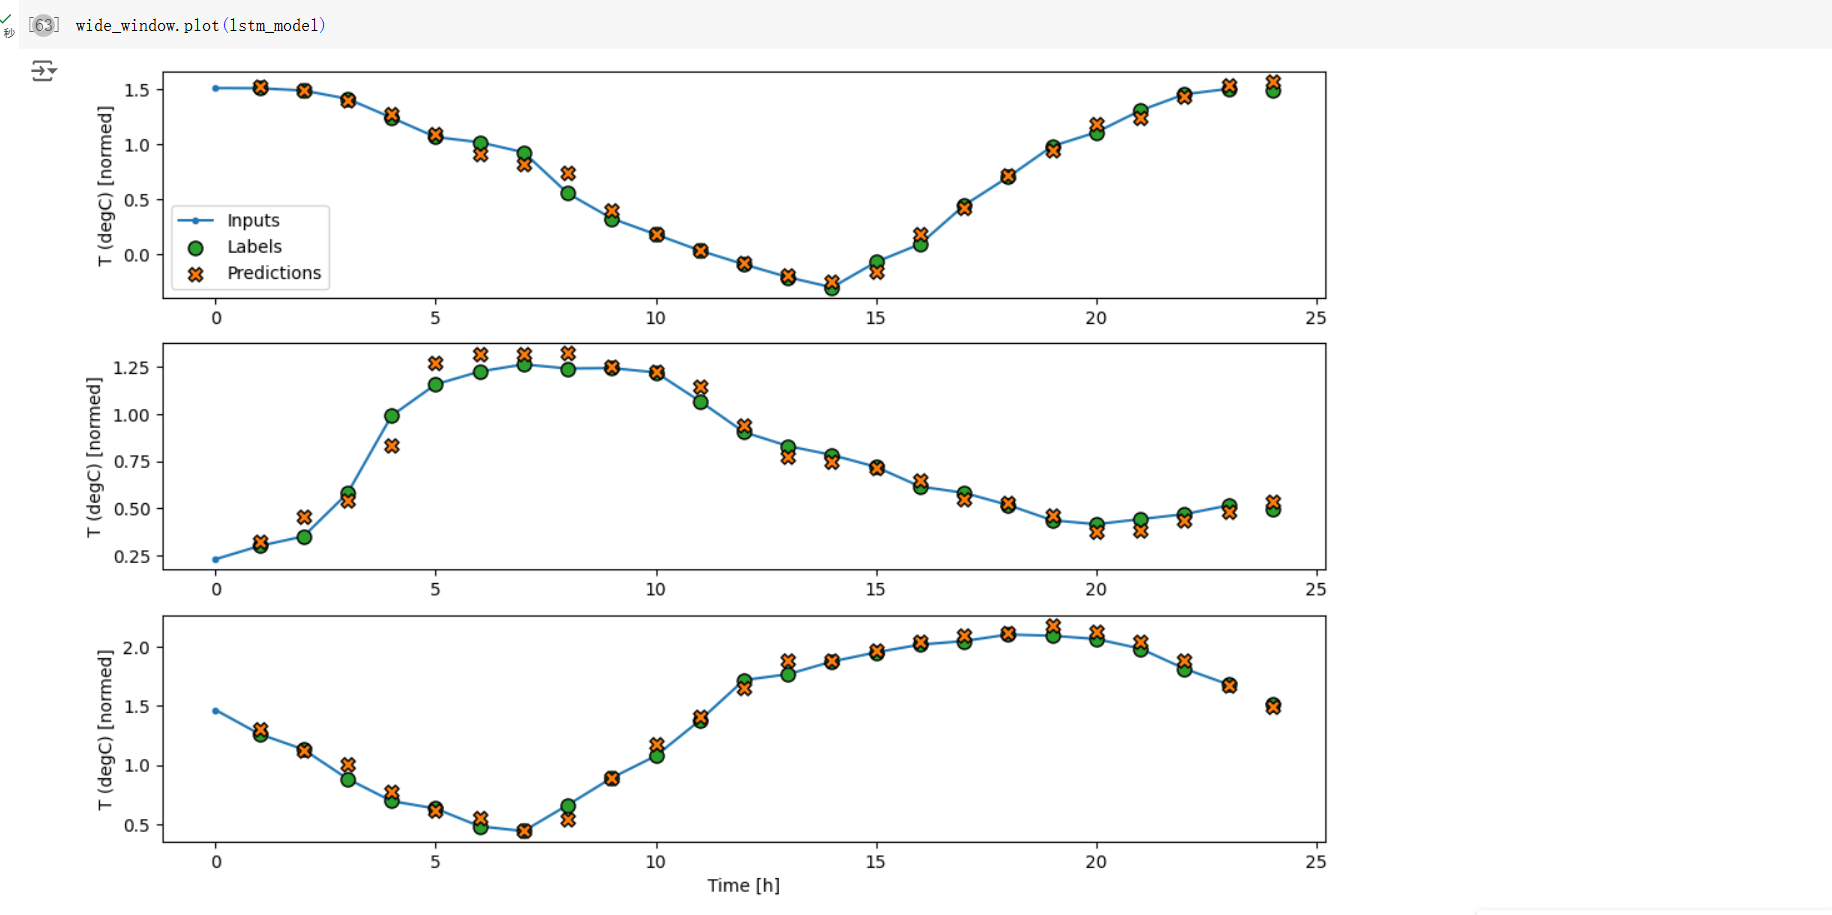 [63] wide_window.plot(lstm_model)
秒
T (degC) [normed]
1.5
1.0
0.5
0.0
Inputs
Labels
Predictions
0 5 10 15 20 25
T (degC) [normed]
1.25
1.00
0.75
0.50
0.25
0 5 10 15 20 25
T (degC) [normed]
2.0
1.5
1.0
0.5
0 5 10 15 20 25
Time [h]